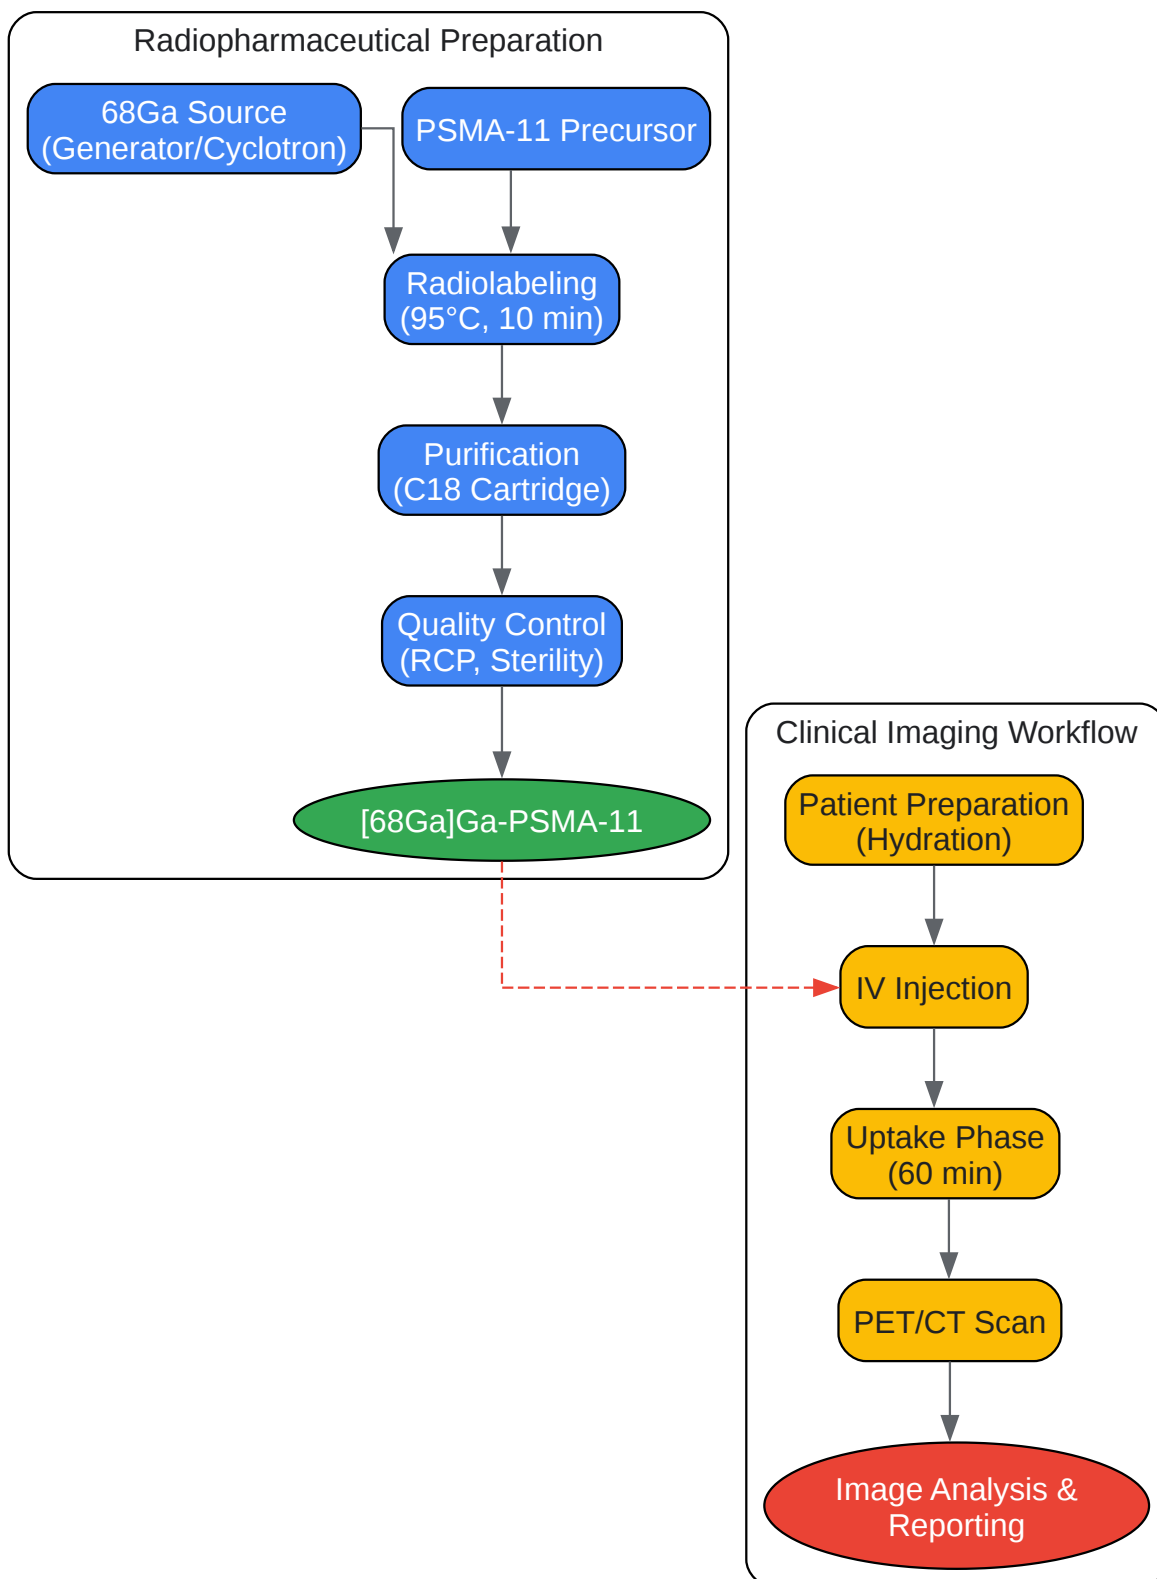 Radiopharmaceutical Preparation
68Ga Source
(Generator/Cyclotron)
PSMA-11 Precursor
Radiolabeling
(95°C, 10 min)
Purification
(C18 Cartridge)
Quality Control
(RCP, Sterility)
[68Ga]Ga-PSMA-11
Clinical Imaging Workflow
Patient Preparation
(Hydration)
IV Injection
Uptake Phase
(60 min)
PET/CT Scan
Image Analysis &
Reporting